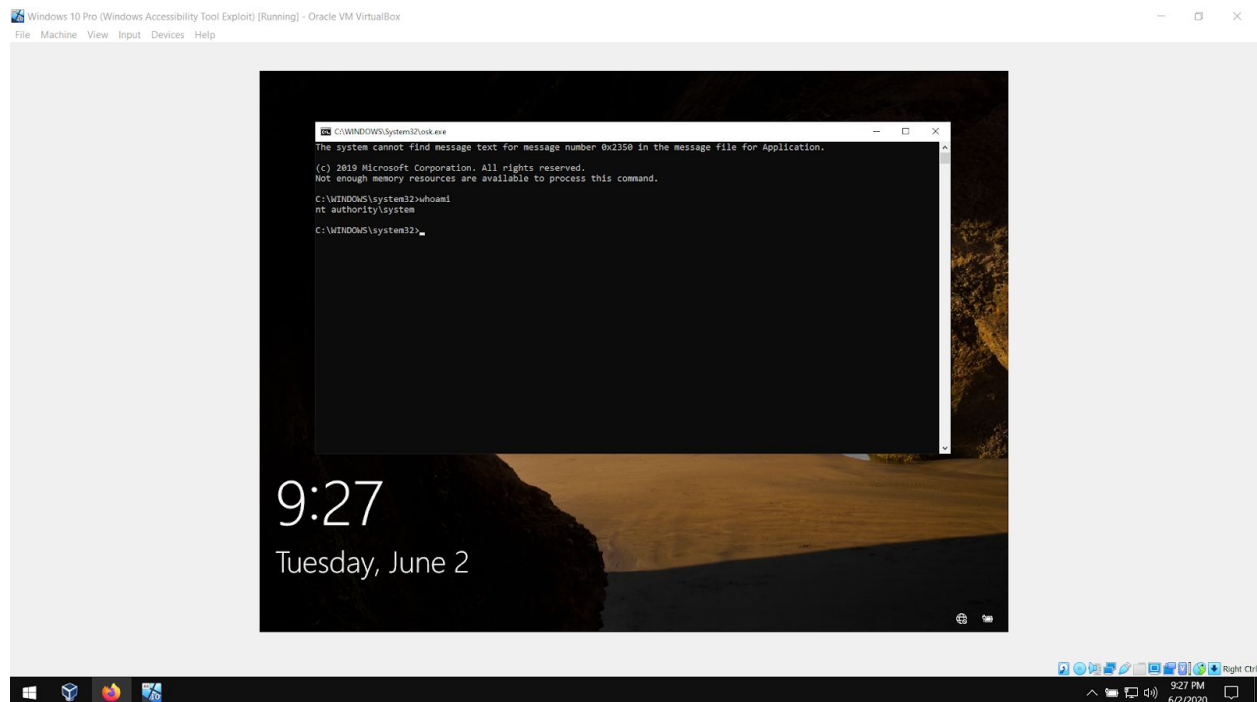 Windows 10 Pro (Windows Accessibility Tool Exploit) [Running] - Oracle VM VirtualBox
File Machine View Input Devices Help
C:\WINDOWS\System32\osk.exe
The system cannot find message text for message number 0x2350 in the message file for Application.
(c) 2019 Microsoft Corporation. All rights reserved.
Not enough memory resources are available to process this command.
C:\WINDOWS\system32>whoami
nt authority\system
C:\WINDOWS\system32>
9:27
Tuesday, June 2
Right Ctrl
9:27 PM
6/2/2020